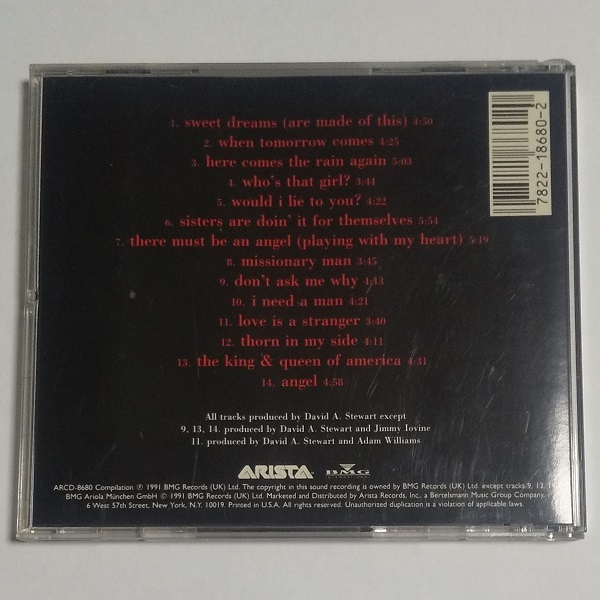 1. sweet dreams (are made of this) 4:50
2. when tomorrow comes 4:25
3. here comes the rain again 5:03
4. who's that girl? 3:44
5. would i lie to you? 4:22
6. sisters are doin' it for themselves 5:54
7. there must be an angel (playing with my heart) 5:19
8. missionary man 3:45
9. don't ask me why 4:13
10. i need a man 4:21
11. love is a stranger 3:40
12. thorn in my side 4:11
13. the king & queen of america 4:31
14. angel 4:58
7822-18680-2
All tracks produced by David A. Stewart except
9, 13, 14. produced by David A. Stewart and Jimmy Iovine
11. produced by David A. Stewart and Adam Williams
ARISTA
BMG
ARCD-8680 Compilation ℗ 1991 BMG Records (UK) Ltd. The copyright in this sound recording is owned by BMG Records (UK) Ltd. except tracks 9, 13, 14
BMG Ariola München GmbH © 1991 BMG Records (UK) Ltd. Marketed and Distributed by Arista Records, Inc., a Bertelsmann Music Group Company,
6 West 57th Street, New York, N.Y. 10019. Printed in U.S.A. All rights reserved. Unauthorized duplication is a violation of applicable laws.